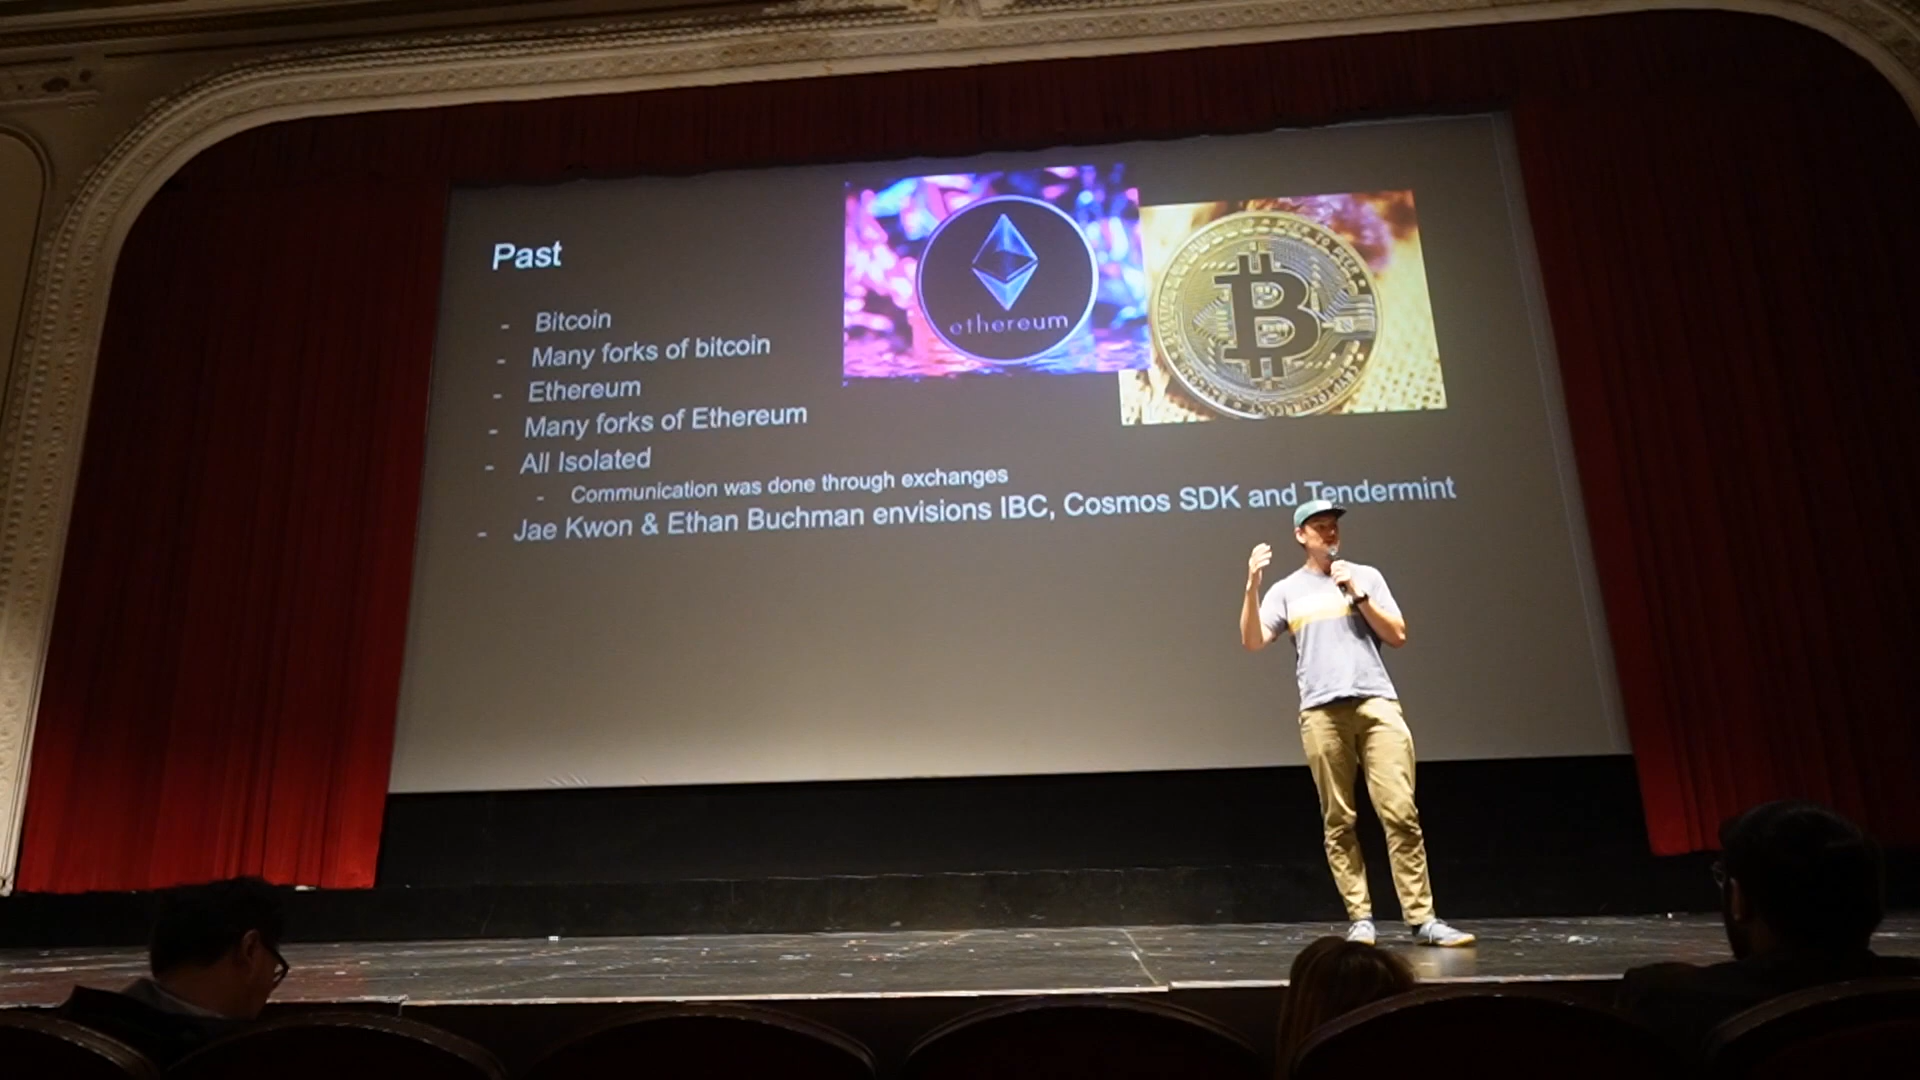 Past
- Bitcoin
- Many forks of bitcoin
- Ethereum
- Many forks of Ethereum
- All Isolated
- Communication was done through exchanges
- Jae Kwon & Ethan Buchman envisions IBC, Cosmos SDK and Tendermint
ethereum